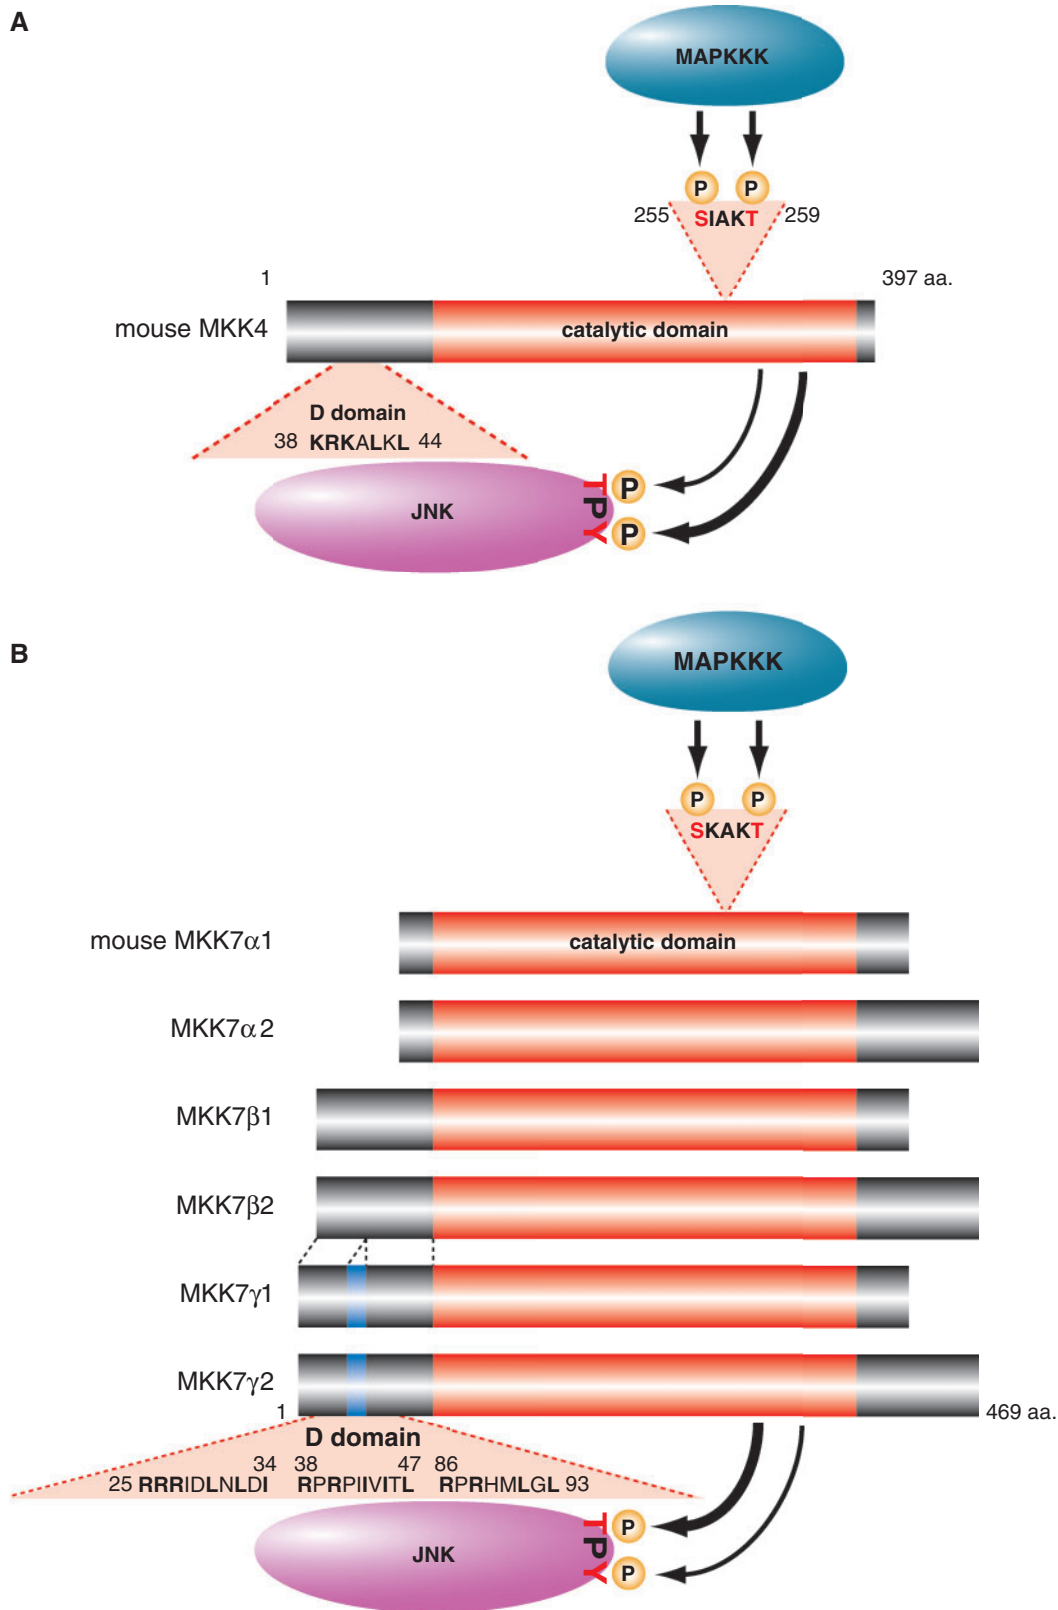 A
MAPKKK
P P
255 SIAKT 259
1 397 aa.
mouse MKK4 catalytic domain
D domain
38 KRKALKL 44
JNK
T P
P
Y P
B
MAPKKK
P P
SKAKT
mouse MKK7α1 catalytic domain
MKK7α2
MKK7β1
MKK7β2
MKK7γ1
MKK7γ2
1 469 aa.
D domain
34 38 47 86
25 RRRIDLNLDI RPRPIIVITL RPRHMLGL 93
JNK
T P
P
Y P